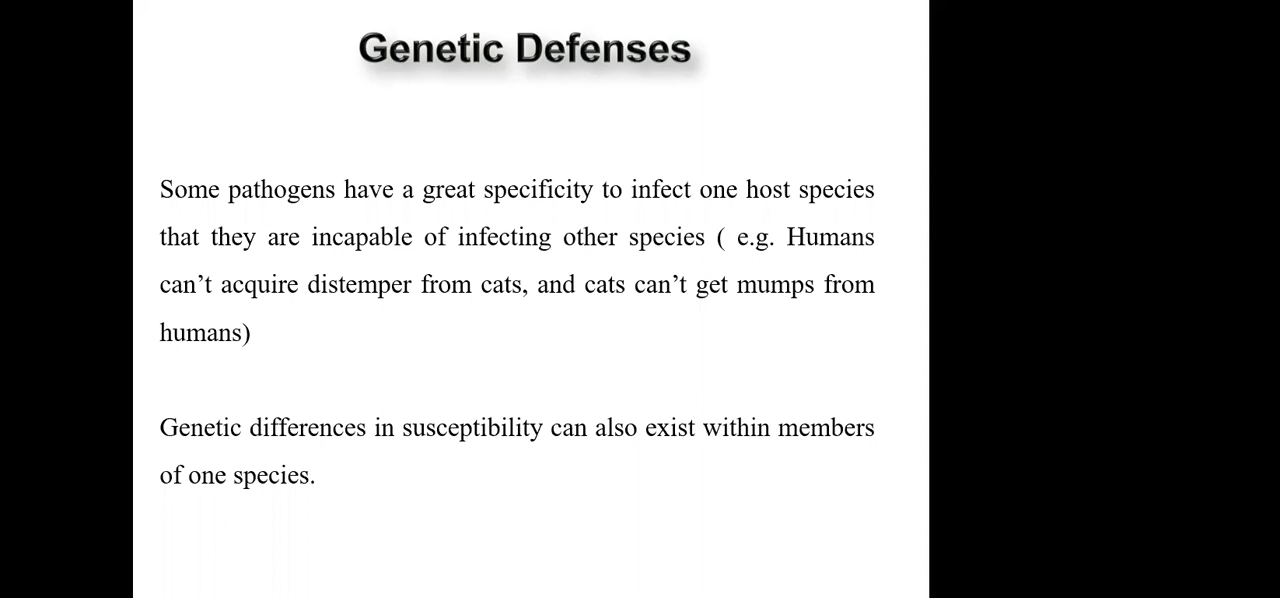 Genetic Defenses
Some pathogens have a great specificity to infect one host species
that they are incapable of infecting other species ( e.g. Humans
can’t acquire distemper from cats, and cats can’t get mumps from
humans)
Genetic differences in susceptibility can also exist within members
of one species.